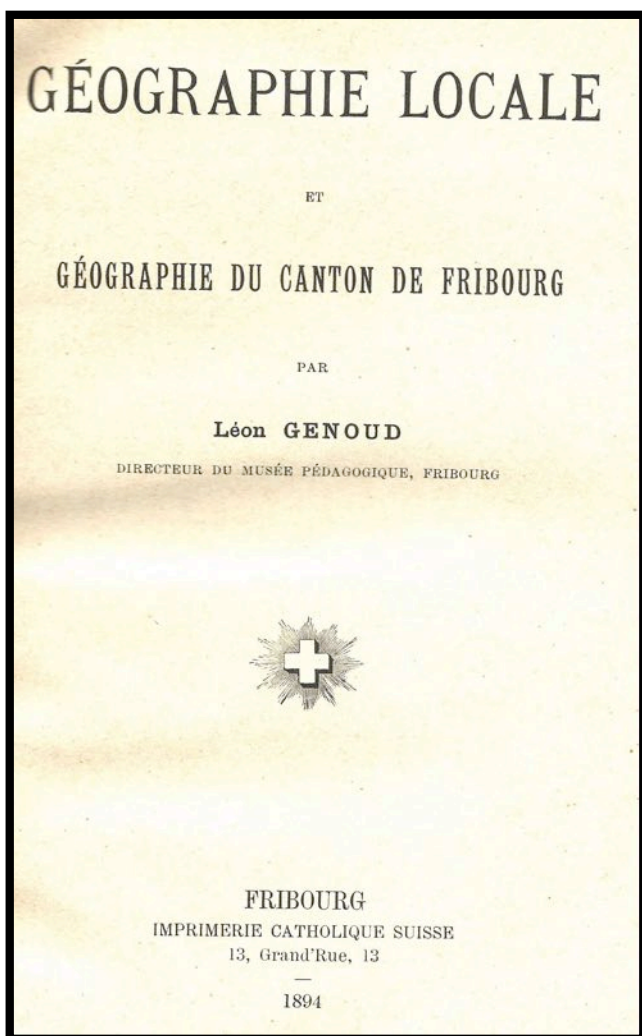 GÉOGRAPHIE LOCALE
ET
GÉOGRAPHIE DU CANTON DE FRIBOURG
PAR
Léon GENOUD
DIRECTEUR DU MUSÉE PÉDAGOGIQUE, FRIBOURG
FRIBOURG
IMPRIMERIE CATHOLIQUE SUISSE
13, Grand'Rue, 13
1894